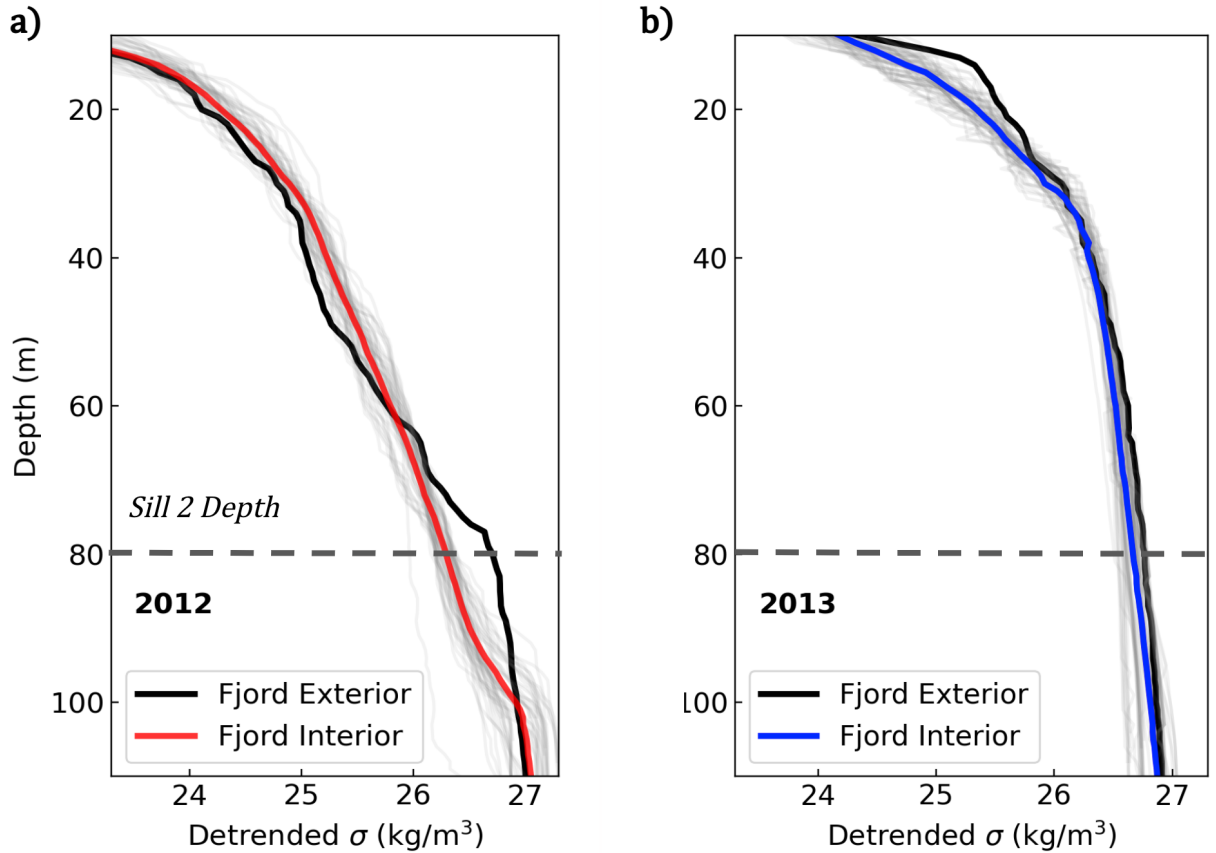 a)
20
40
60
80
100
Depth (m)
Sill 2 Depth
2012
Fjord Exterior
Fjord Interior
24
25
26
27
Detrended σ (kg/m³)
b)
20
40
60
80
100
2013
Fjord Exterior
Fjord Interior
24
25
26
27
Detrended σ (kg/m³)